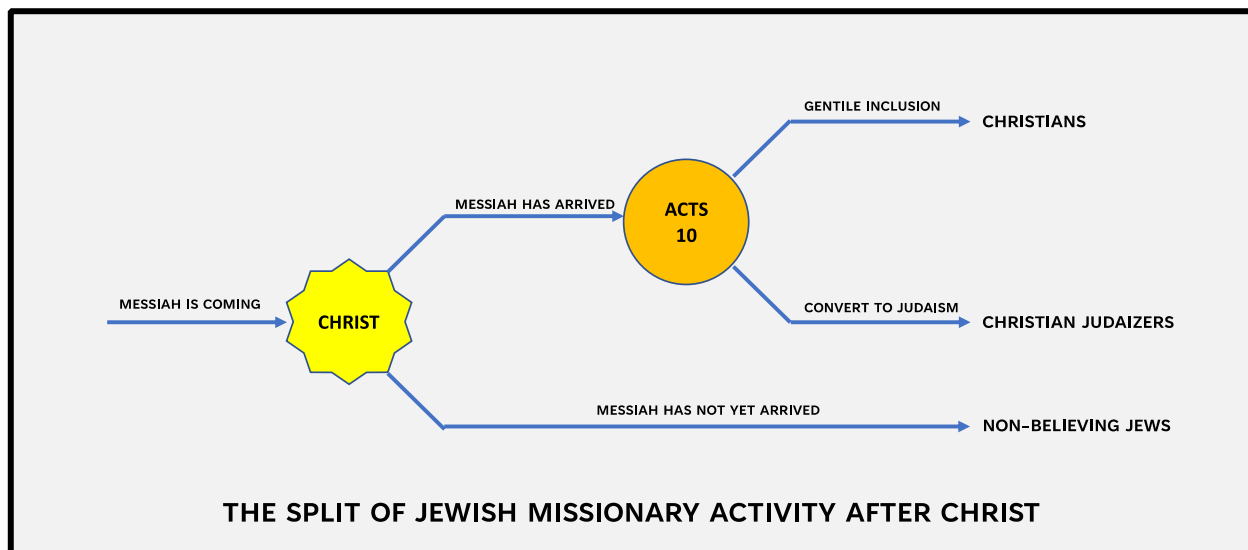 GENTILE INCLUSION
CHRISTIANS
MESSIAH HAS ARRIVED
ACTS
10
MESSIAH IS COMING
CHRIST
CONVERT TO JUDAISM
CHRISTIAN JUDAIZERS
MESSIAH HAS NOT YET ARRIVED
NON-BELIEVING JEWS
THE SPLIT OF JEWISH MISSIONARY ACTIVITY AFTER CHRIST